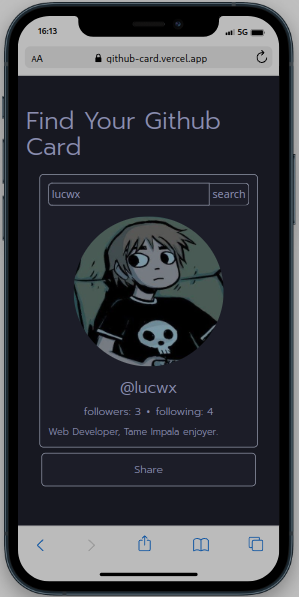 16:13
5G
AA
github-card.vercel.app
Find Your Github
Card
lucwx
search
@lucwx
followers: 3 • following: 4
Web Developer, Tame Impala enjoyer.
Share